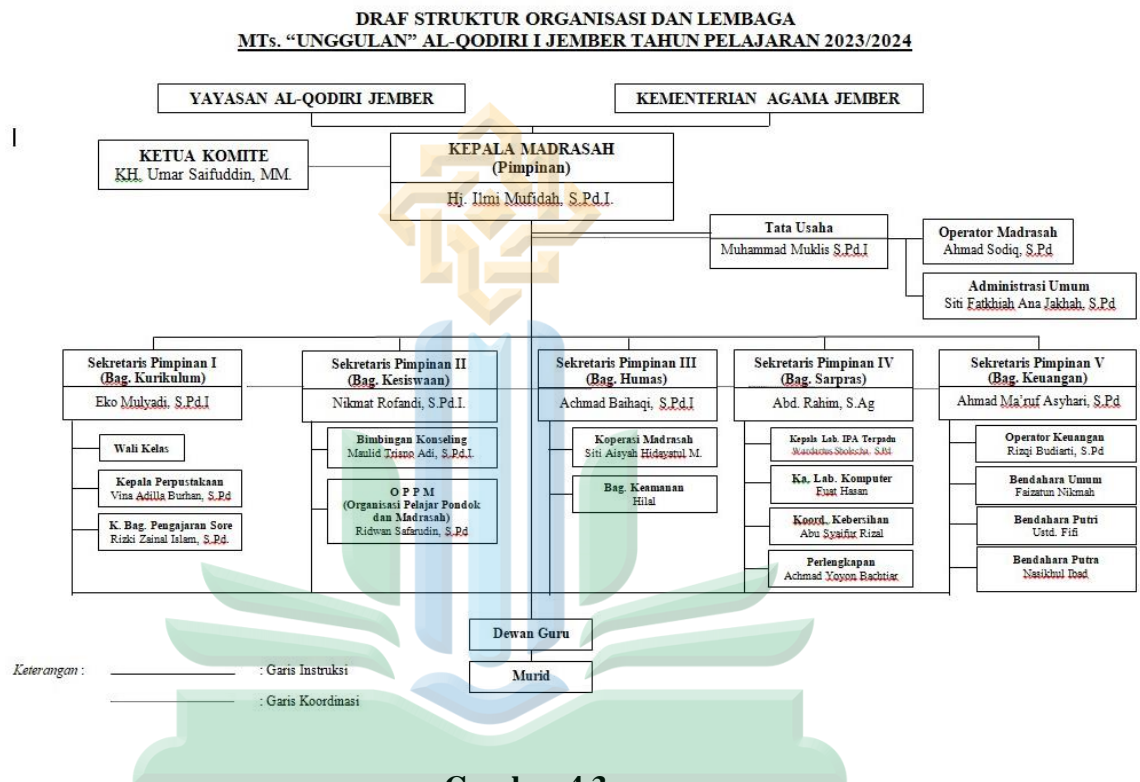 DRAF STRUKTUR ORGANISASI DAN LEMBAGA
MTs. “UNGGULAN” AL-QODIRI I JEMBER TAHUN PELAJARAN 2023/2024
YAYASAN AL-QODIRI JEMBER
KEMENTERIAN AGAMA JEMBER
KETUA KOMITE
KH. Umar Saifuddin, MM.
KEPALA MADRASAH
(Pimpinan)
Hj. Ilmi Mufidah, S.Pd.I.
Tata Usaha
Muhammad Muklis S.Pd.I
Operator Madrasah
Ahmad Sodiq, S.Pd
Administrasi Umum
Siti Fatkhiah Ana Jakhah, S.Pd
Sekretaris Pimpinan I
(Bag. Kurikulum)
Eko Mulyadi, S.Pd.I
Wali Kelas
Kepala Perpustakaan
Vina Adilla Burhan, S.Pd
K. Bag. Pengajaran Sore
Rizki Zainal Islam, S.Pd.
Sekretaris Pimpinan II
(Bag. Kesiswaan)
Nikmat Rofandi, S.Pd.I.
Bimbingan Konseling
Maulid Trisno Adi, S.Pd.I.
O P P M
(Organisasi Pelajar Pondok
dan Madrasah)
Ridwan Safarudin, S.Pd
Sekretaris Pimpinan III
(Bag. Humas)
Achmad Baihaqi, S.Pd.I
Koperasi Madrasah
Siti Aisyah Hidayatul M.
Bag. Keamanan
Hilal
Sekretaris Pimpinan IV
(Bag. Sarpras)
Abd. Rahim, S.Ag
Kepala Lab. IPA Terpadu
Wardatus Sholecha, S.Pd
Ka. Lab. Komputer
Fuat Hasan
Koord. Kebersihan
Abu Syaifur Rizal
Perlengkapan
Achmad Yoyon Bachtiar
Sekretaris Pimpinan V
(Bag. Keuangan)
Ahmad Ma’ruf Asyhari, S.Pd
Operator Keuangan
Rizqi Budiarti, S.Pd
Bendahara Umum
Faizatun Nikmah
Bendahara Putri
Ustd. Fifi
Bendahara Putra
Nasikhul Ibad
Dewan Guru
Murid
Keterangan :
: Garis Instruksi
: Garis Koordinasi